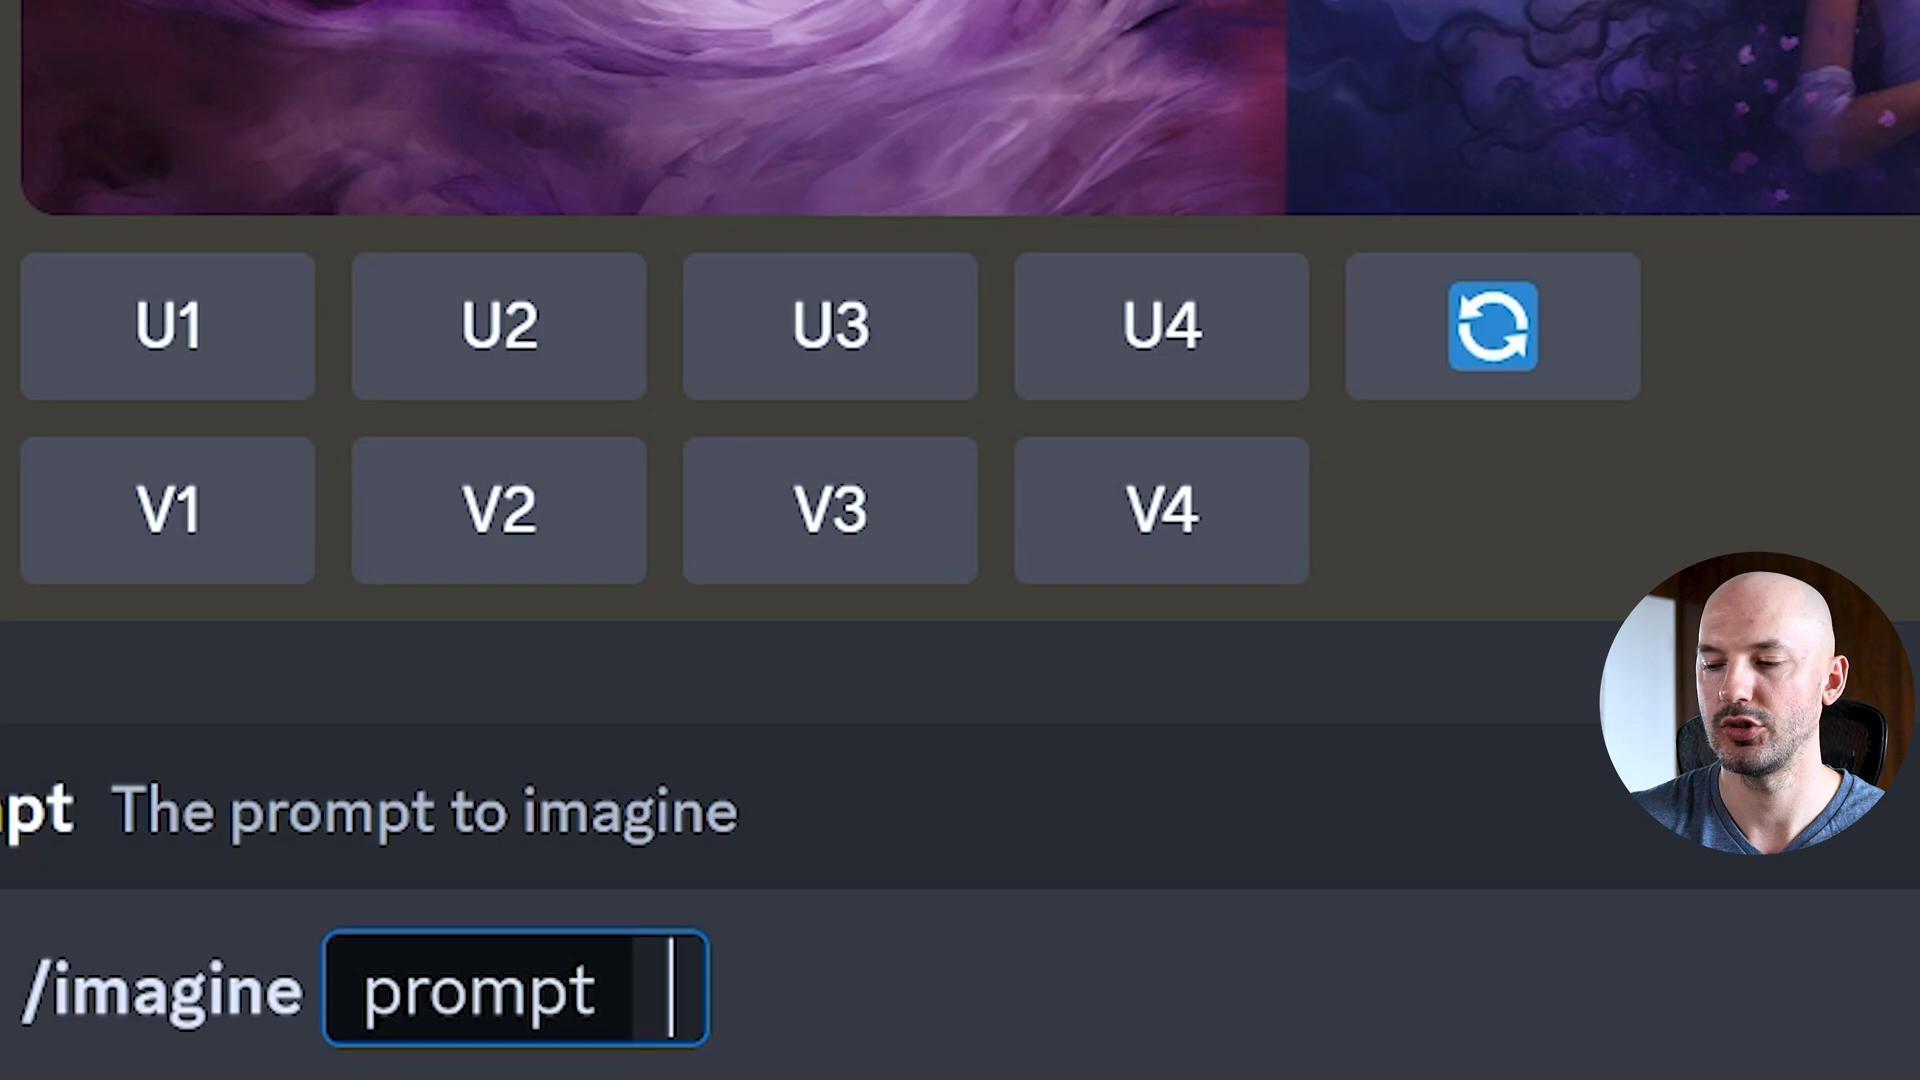 U1 U2 U3 U4
V1 V2 V3 V4
pt The prompt to imagine
/imagine prompt